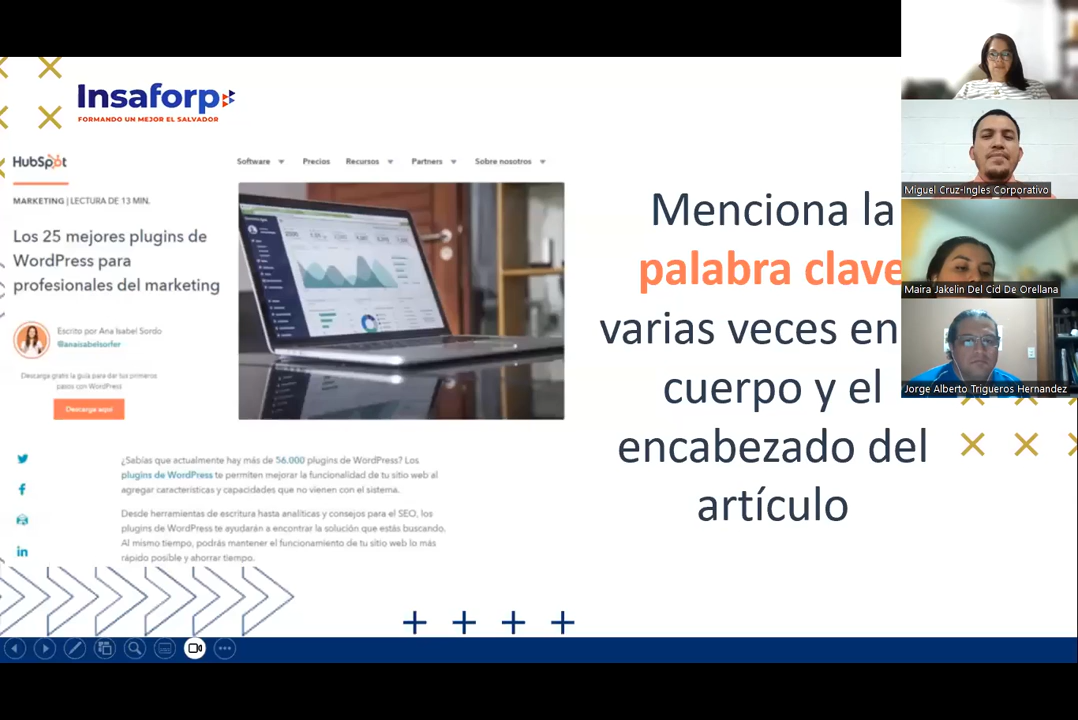 Insaforp
FORMANDO UN MEJOR EL SALVADOR
HubSpot
Software
Precios
Recursos
Partners
Sobre nosotros
MARKETING | LECTURA DE 13 MIN.
Los 25 mejores plugins de
WordPress para
profesionales del marketing
Escrito por Ana Isabel Sordo
@anaisabelsorfer
Descarga gratis la guía para dar tus primeros
pasos con WordPress
Descarga aquí
¿Sabías que actualmente hay más de 56.000 plugins de WordPress? Los
plugins de WordPress te permiten mejorar la funcionalidad de tu sitio web al
agregar características y capacidades que no vienen con el sistema.
Desde herramientas de escritura hasta analíticas y consejos para el SEO, los
plugins de WordPress te ayudarán a encontrar la solución que estás buscando.
Al mismo tiempo, podrás mantener el funcionamiento de tu sitio web lo más
rápido posible y ahorrar tiempo.
Menciona la
palabra clave
varias veces en
cuerpo y el
encabezado del
artículo
Miguel Cruz-Ingles Corporativo
Maira Jakelin Del Cid De Orellana
Jorge Alberto Trigueros Hernandez